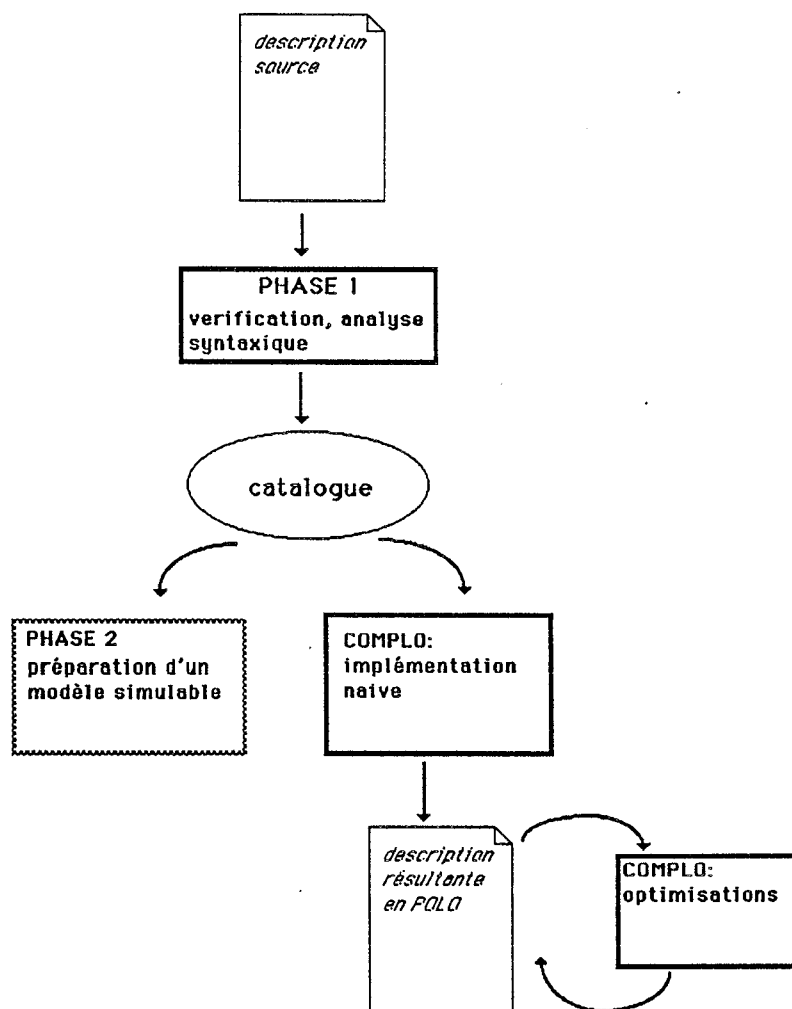 description
source
PHASE 1
verification, analyse
syntaxique
catalogue
PHASE 2
préparation d'un
modèle simulable
COMPLO:
implémentation
naive
description
résultante
en POLO
COMPLO:
optimisations